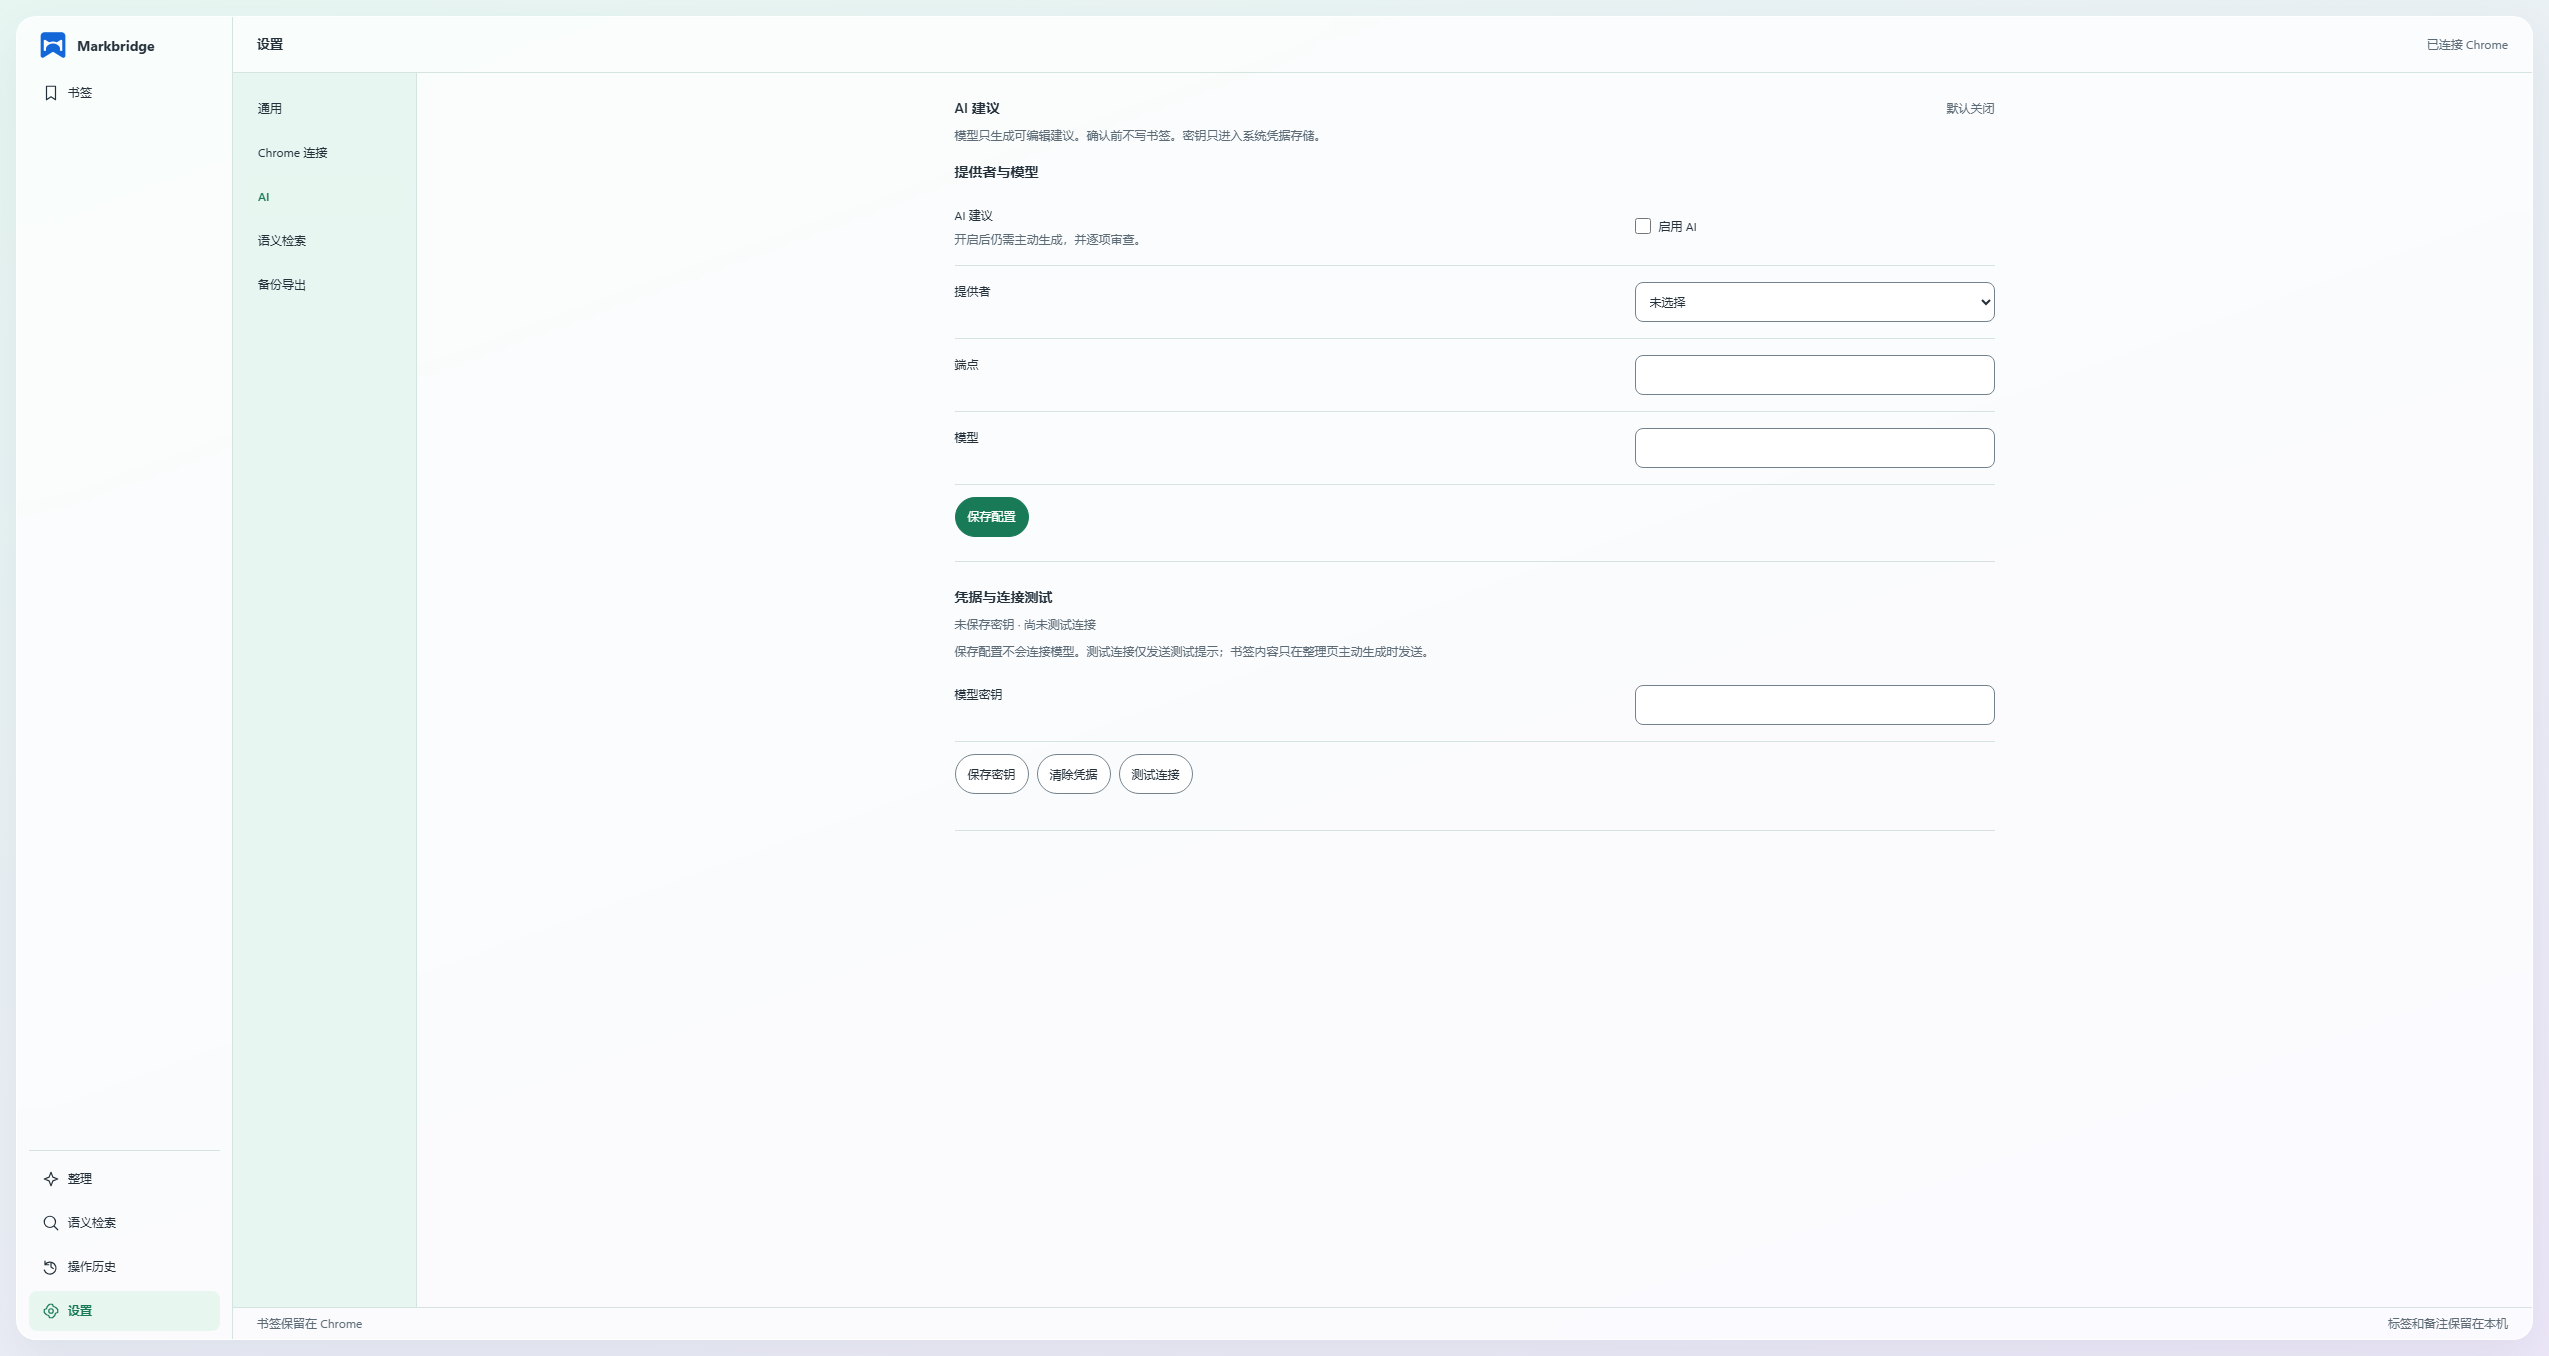 Markbridge
书签
整理
语义检索
操作历史
设置
设置
已连接 Chrome
通用
Chrome 连接
AI
语义检索
备份导出
AI 建议
默认关闭
模型只生成可编辑建议。确认前不写书签。密钥只进入系统凭据存储。
提供者与模型
AI 建议
开启后仍需主动生成，并逐项审查。
启用 AI
提供者
未选择
端点
模型
保存配置
凭据与连接测试
未保存密钥 · 尚未测试连接
保存配置不会连接模型。测试连接仅发送测试提示；书签内容只在整理页主动生成时发送。
模型密钥
保存密钥
清除凭据
测试连接
书签保留在 Chrome
标签和备注保留在本机